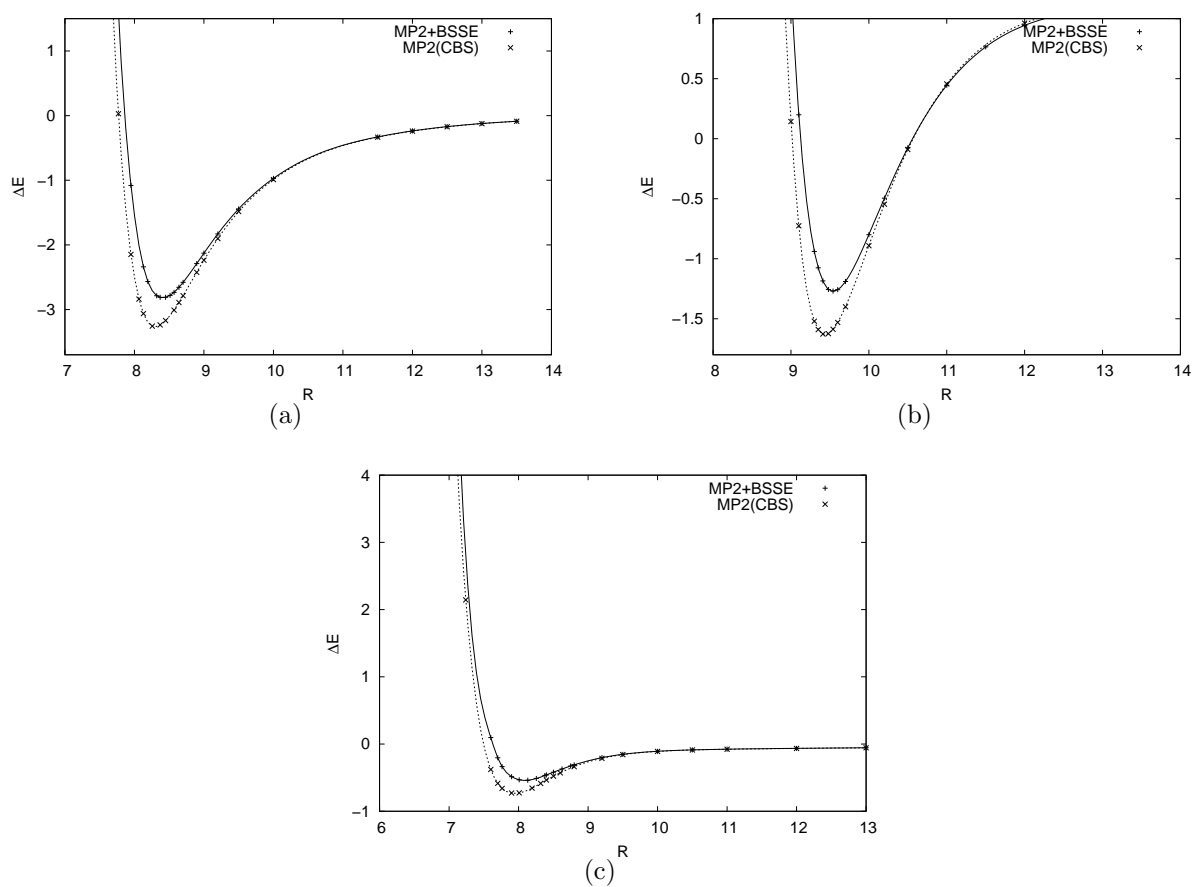 MP2+BSSE
MP2(CBS)
1
0
−1
−2
−3
ΔE
7 8 9 10 11 12 13 14
R
(a)
MP2+BSSE
MP2(CBS)
1
0.5
0
−0.5
−1
−1.5
ΔE
8 9 10 11 12 13 14
R
(b)
MP2+BSSE
MP2(CBS)
4
3
2
1
0
−1
ΔE
6 7 8 9 10 11 12 13
R
(c)